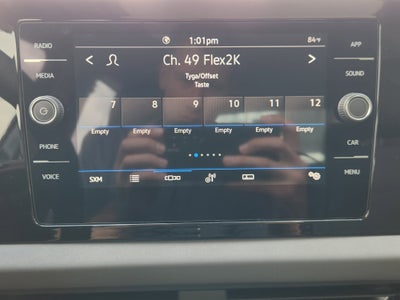 RADIO
MEDIA
PHONE
VOICE
1:01pm
84°F
Ch. 49 Flex2K
Tyga/Offset
Taste
7 8 9 10 11 12
Empty Empty Empty Empty Empty Empty
SXM
APP
SOUND
CAR
MENU